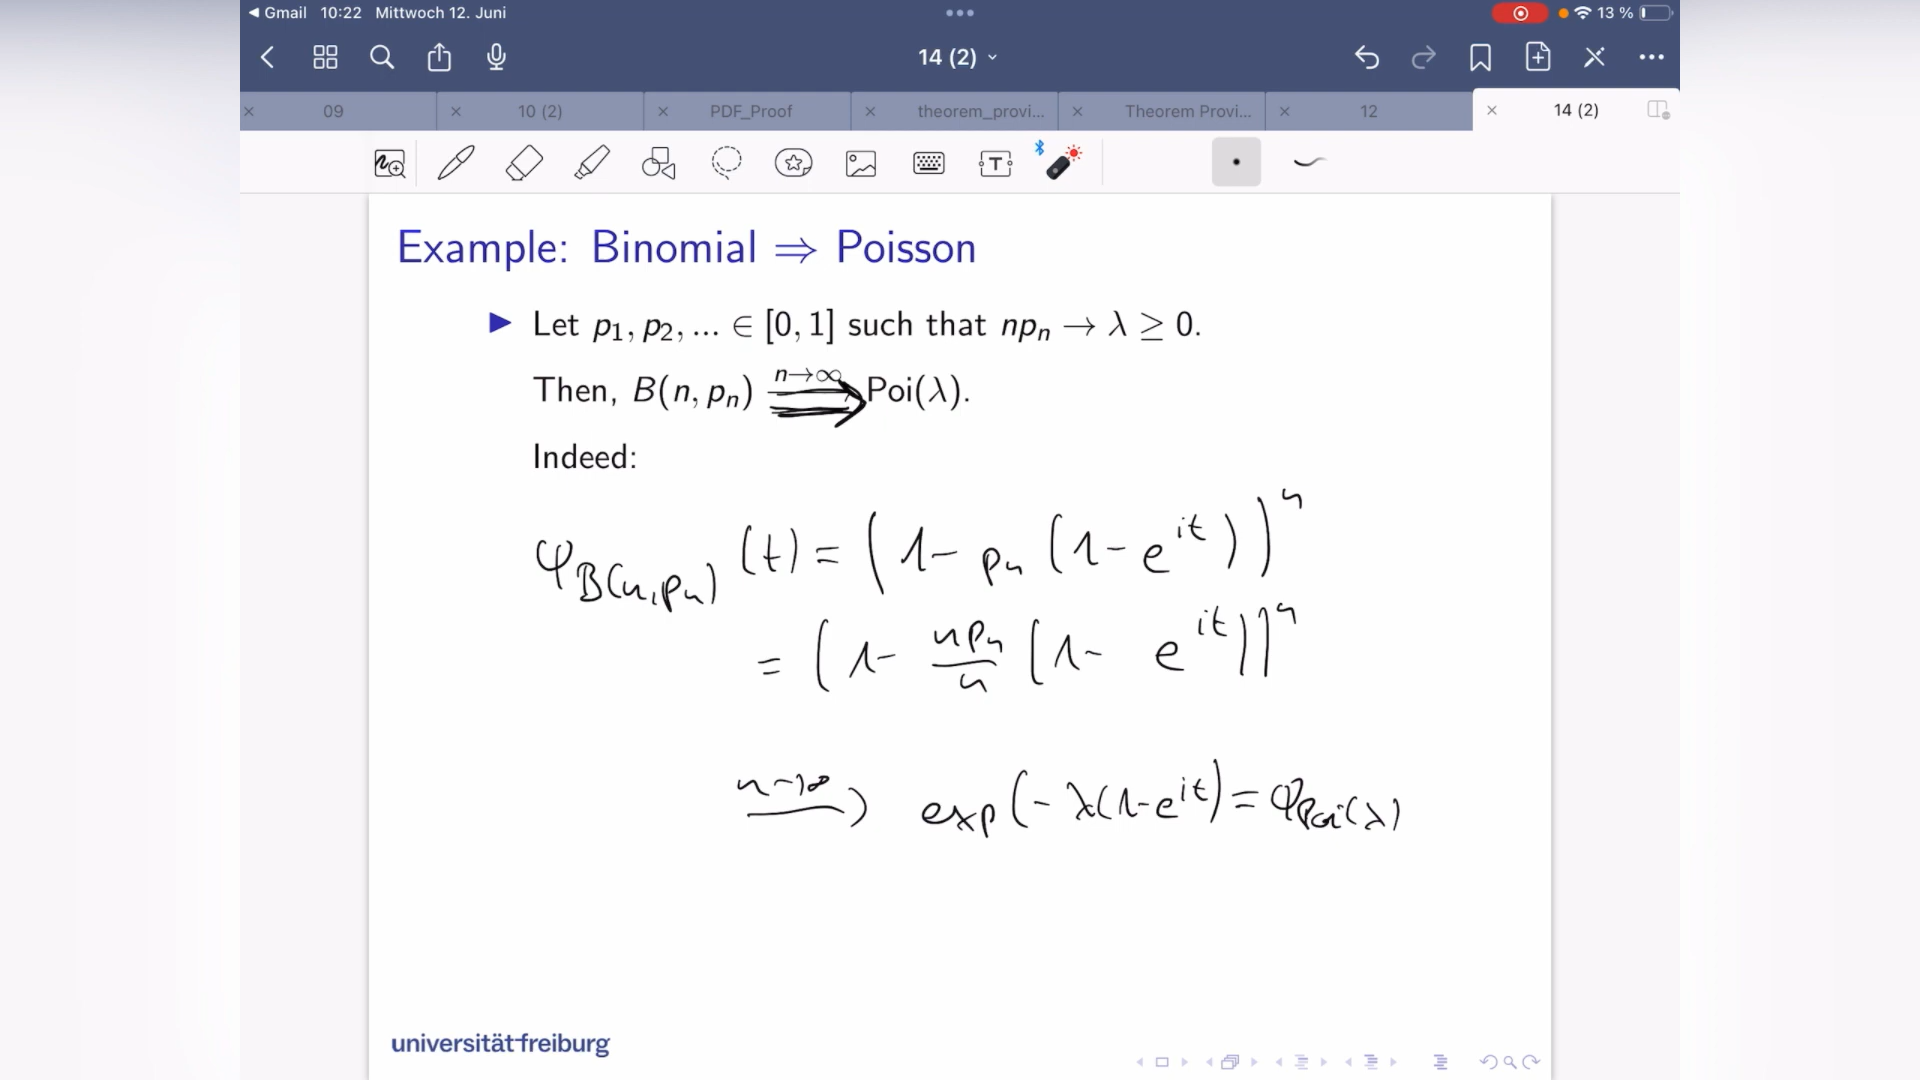 Gmail 10:22 Mittwoch 12. Juni 13 %
14 (2)
09 10 (2) PDF_Proof theorem_provi... Theorem Provi... 12 14 (2)
Example: Binomial ⇒ Poisson
Let p₁, p₂, ... ∈ [0, 1] such that npₙ → λ ≥ 0.
Then, B(n, pₙ) ⟹ Poi(λ).
n→∞
Indeed:
φ_B(n,pₙ) (t) = (1 - pₙ (1 - e^{it}))^n
= (1 - npₙ/n (1 - e^{it}))^n
n→∞ ⟶ exp(-λ(1-e^{it}) = φ_Poi(λ)
universität freiburg